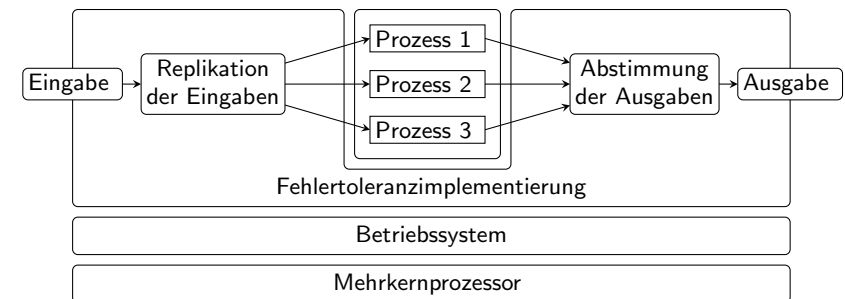 Eingabe
Replikation
der Eingaben
Prozess 1
Prozess 2
Prozess 3
Abstimmung
der Ausgaben
Ausgabe
Fehlertoleranzimplementierung
Betriebssystem
Mehrkernprozessor